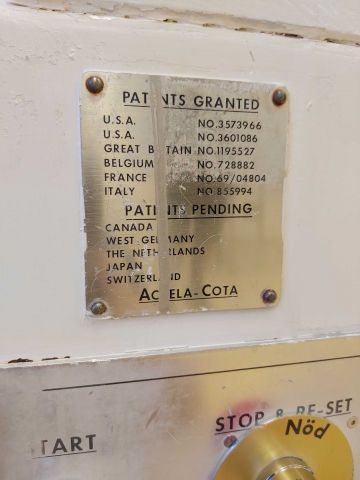 PATENTS GRANTED
U.S.A. NO.3573966
U.S.A. NO.3601086
GREAT BRITAIN NO.1195527
BELGIUM NO.728882
FRANCE NO.69/04804
ITALY NO.855994
PATENTS PENDING
CANADA
WEST GERMANY
THE NETHERLANDS
JAPAN
SWITZERLAND
ACCELA-COTA
STOP & RE-SET
TART
Nöd